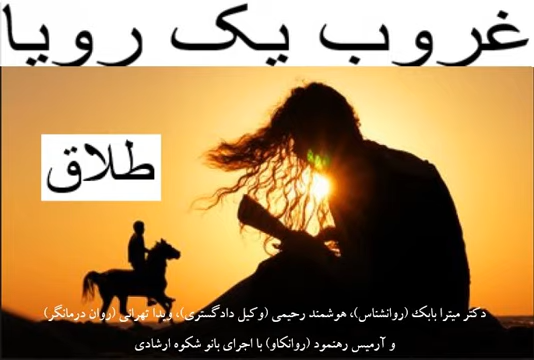 غروب یک رویا
طلاق
دکتر میترا بابک (روانشناس)، هوشمند رحیمی (وکیل دادگستری)، ویدا تهرانی (روان درمانگر)
و آرمیس رهنمود (روانکاو) با اجرای بانو شکوه ارشادی